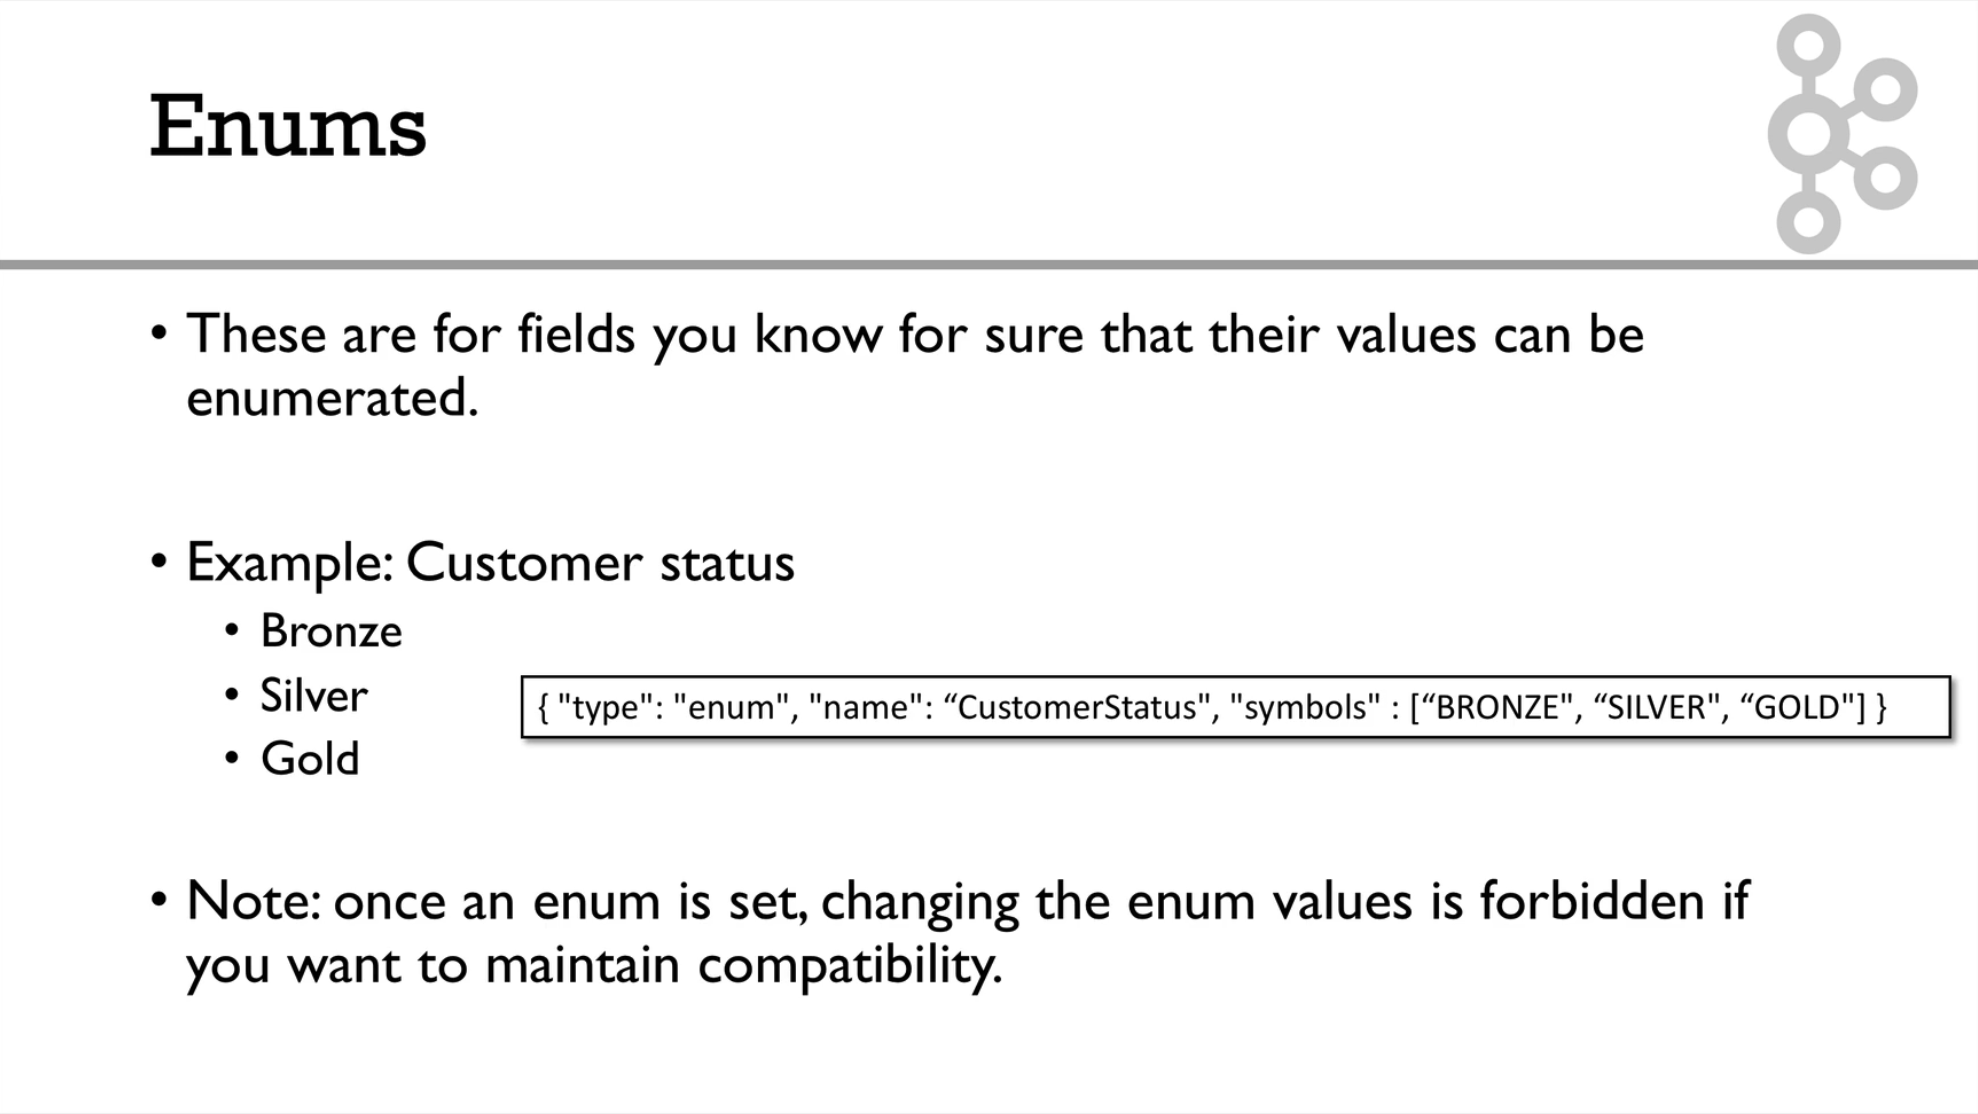 Enums
• These are for fields you know for sure that their values can be
enumerated.
• Example: Customer status
• Bronze
• Silver
• Gold
{ "type": "enum", "name": “CustomerStatus", "symbols" : [“BRONZE", “SILVER", “GOLD"] }
• Note: once an enum is set, changing the enum values is forbidden if
you want to maintain compatibility.